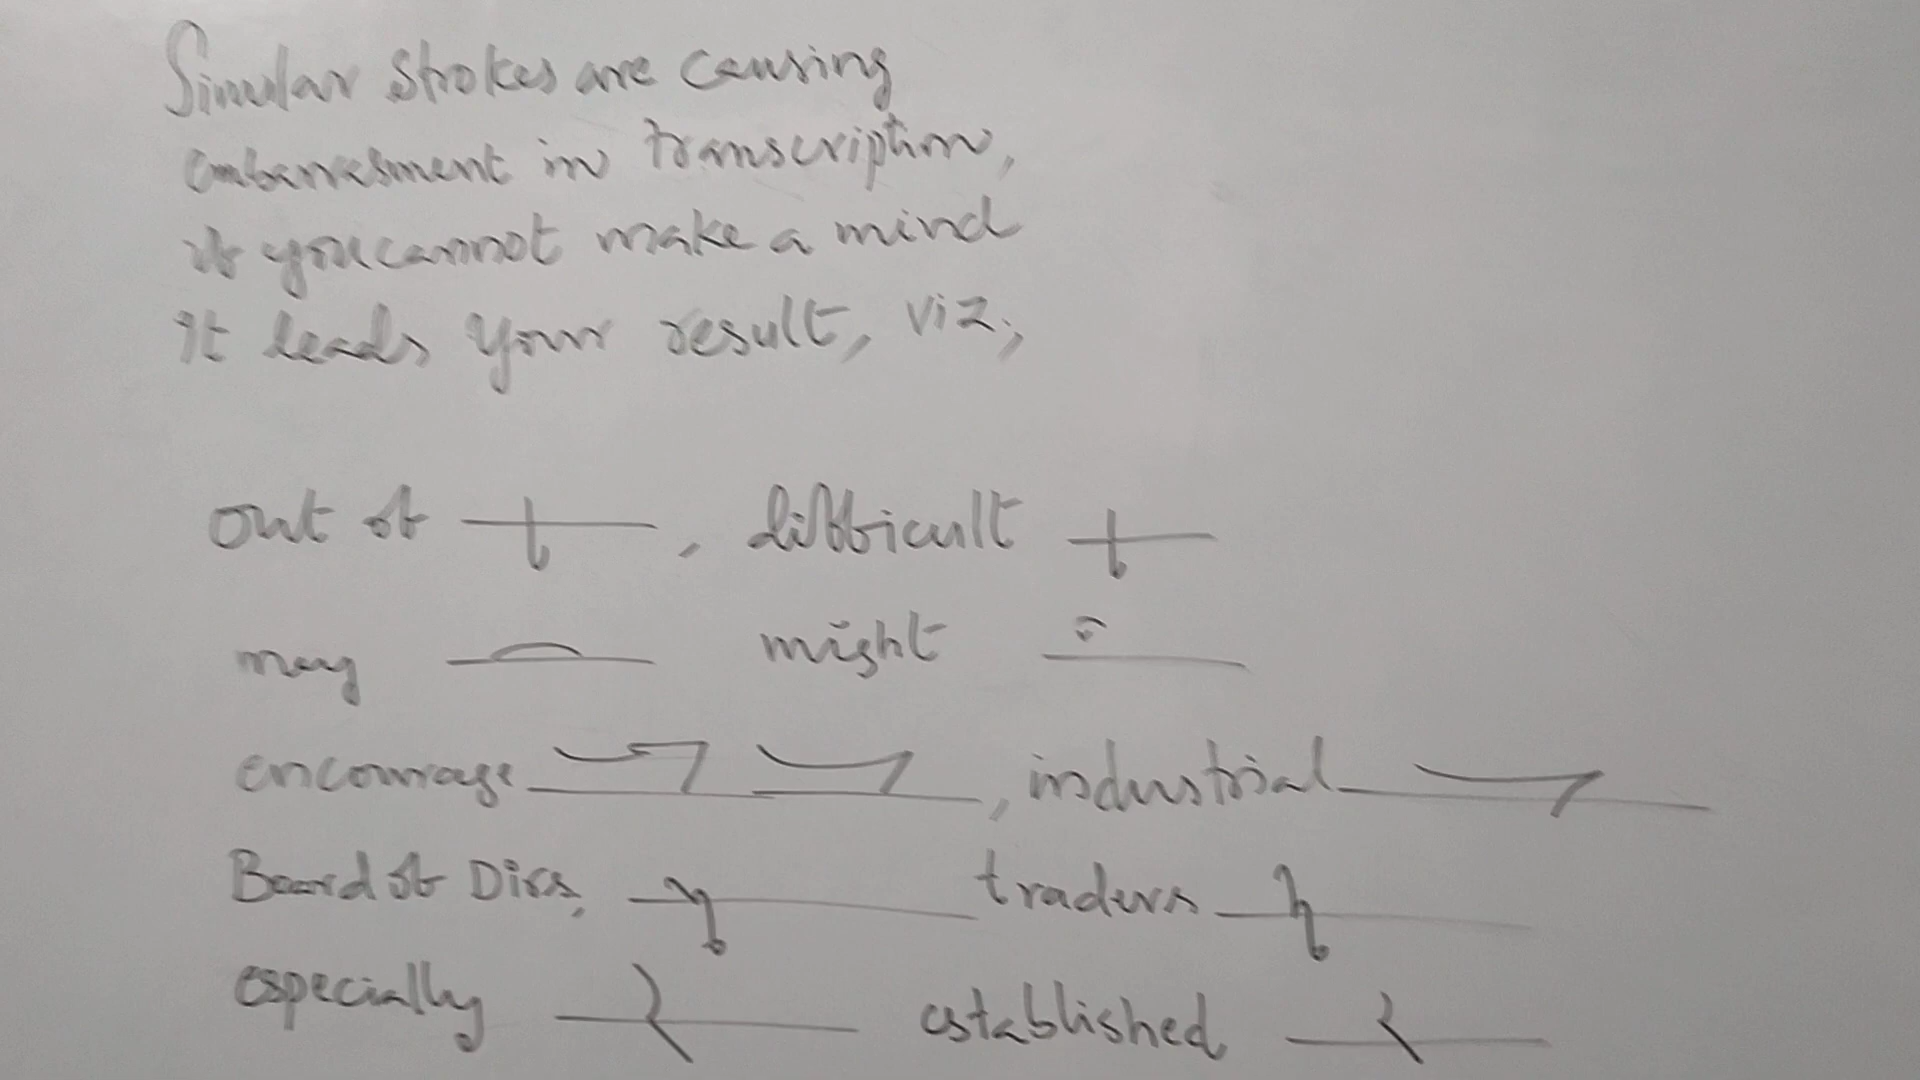 Similar strokes are causing
embarrasment in transcription,
if you cannot make a mind
it leads your result, viz.,
out of , difficult
may might
encourage , industrial
Board of Dirs, traders
especially established